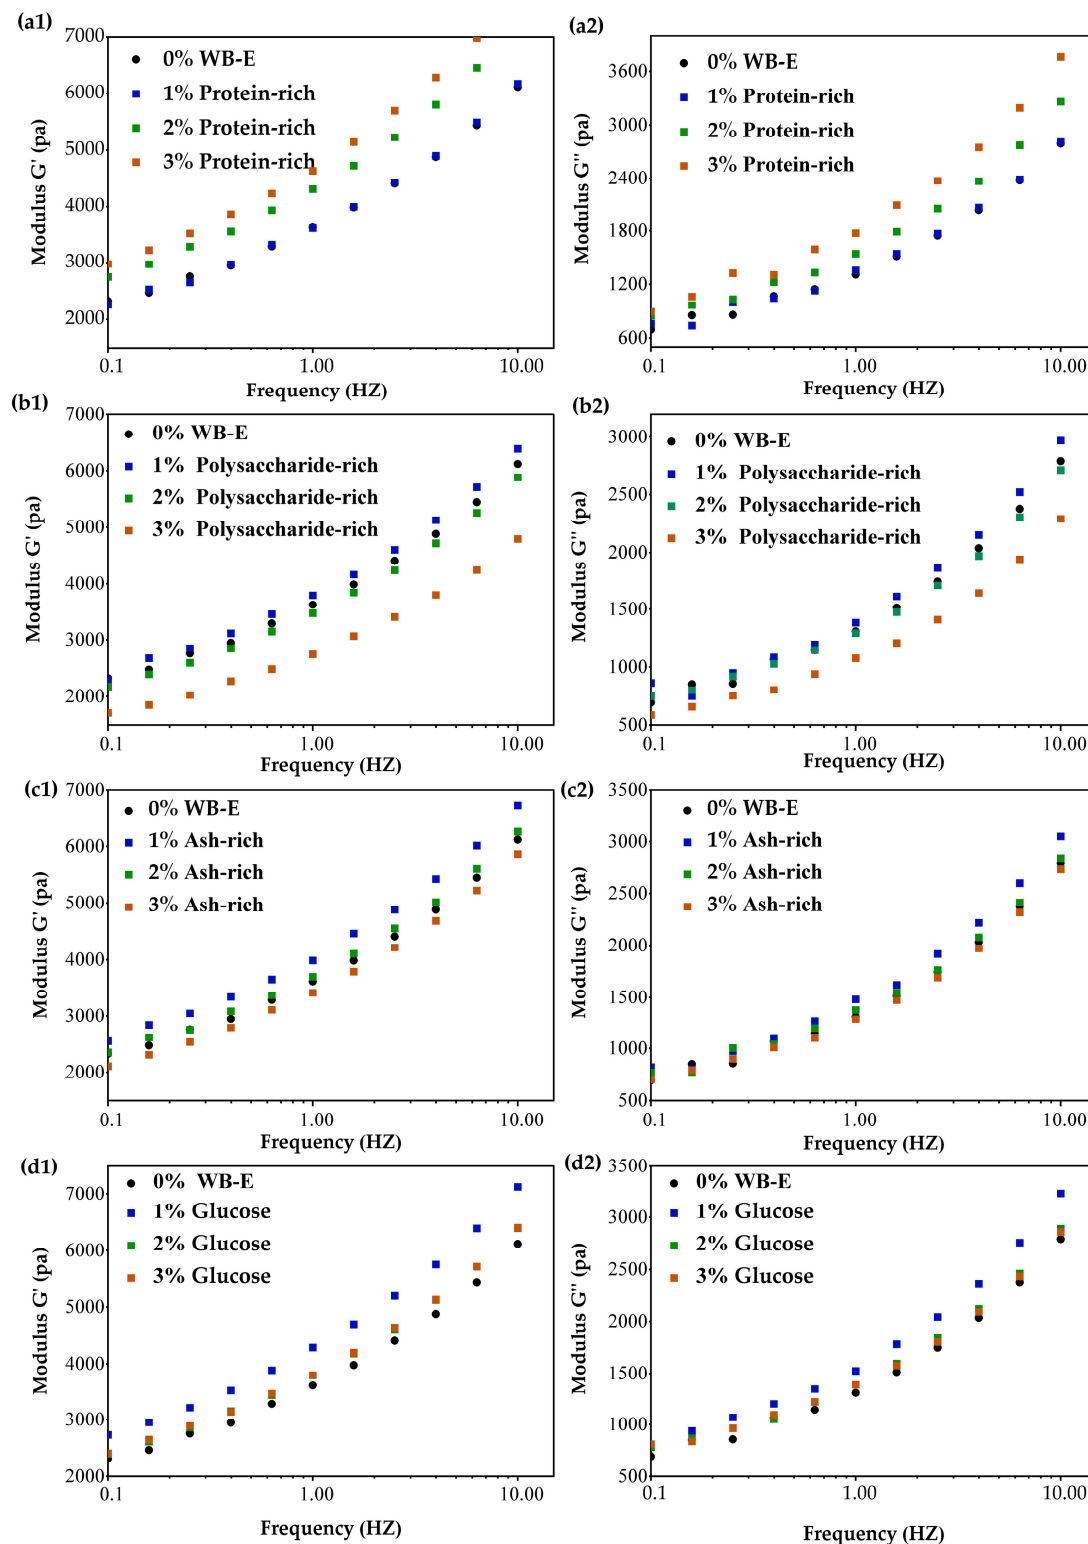 (a1)
7000
6000
5000
4000
3000
2000
Modulus G' (pa)
0% WB-E
1% Protein-rich
2% Protein-rich
3% Protein-rich
0.1
1.00
10.00
Frequency (HZ)
(a2)
3600
3000
2400
1800
1200
600
Modulus G'' (pa)
0% WB-E
1% Protein-rich
2% Protein-rich
3% Protein-rich
0.1
1.00
10.00
Frequency (HZ)
(b1)
7000
6000
5000
4000
3000
2000
Modulus G' (pa)
0% WB-E
1% Polysaccharide-rich
2% Polysaccharide-rich
3% Polysaccharide-rich
0.1
1.00
10.00
Frequency (HZ)
(b2)
3000
2500
2000
1500
1000
500
Modulus G'' (pa)
0% WB-E
1% Polysaccharide-rich
2% Polysaccharide-rich
3% Polysaccharide-rich
0.1
1.00
10.00
Frequency (HZ)
(c1)
7000
6000
5000
4000
3000
2000
Modulus G' (pa)
0% WB-E
1% Ash-rich
2% Ash-rich
3% Ash-rich
0.1
1.00
10.00
Frequency (HZ)
(c2)
3500
3000
2500
2000
1500
1000
500
Modulus G'' (pa)
0% WB-E
1% Ash-rich
2% Ash-rich
3% Ash-rich
0.1
1.00
10.00
Frequency (HZ)
(d1)
7000
6000
5000
4000
3000
2000
Modulus G' (pa)
0% WB-E
1% Glucose
2% Glucose
3% Glucose
0.1
1.00
10.00
Frequency (HZ)
(d2)
3500
3000
2500
2000
1500
1000
500
Modulus G'' (pa)
0% WB-E
1% Glucose
2% Glucose
3% Glucose
0.1
1.00
10.00
Frequency (HZ)